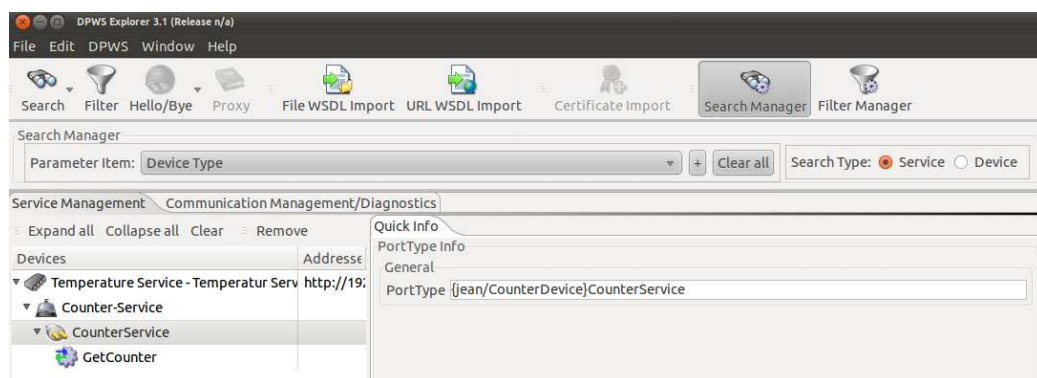 DPWS Explorer 3.1 (Release n/a)
File Edit DPWS Window Help
Search Filter Hello/Bye Proxy File WSDL Import URL WSDL Import Certificate Import Search Manager Filter Manager
Search Manager
Parameter Item: Device Type + Clear all Search Type: Service Device
Service Management Communication Management/Diagnostics
Expand all Collapse all Clear Remove
Quick Info
PortType Info
Devices Addresse
General
Temperature Service - Temperatur Serv http://192
PortType {jean/CounterDevice}CounterService
Counter-Service
CounterService
GetCounter